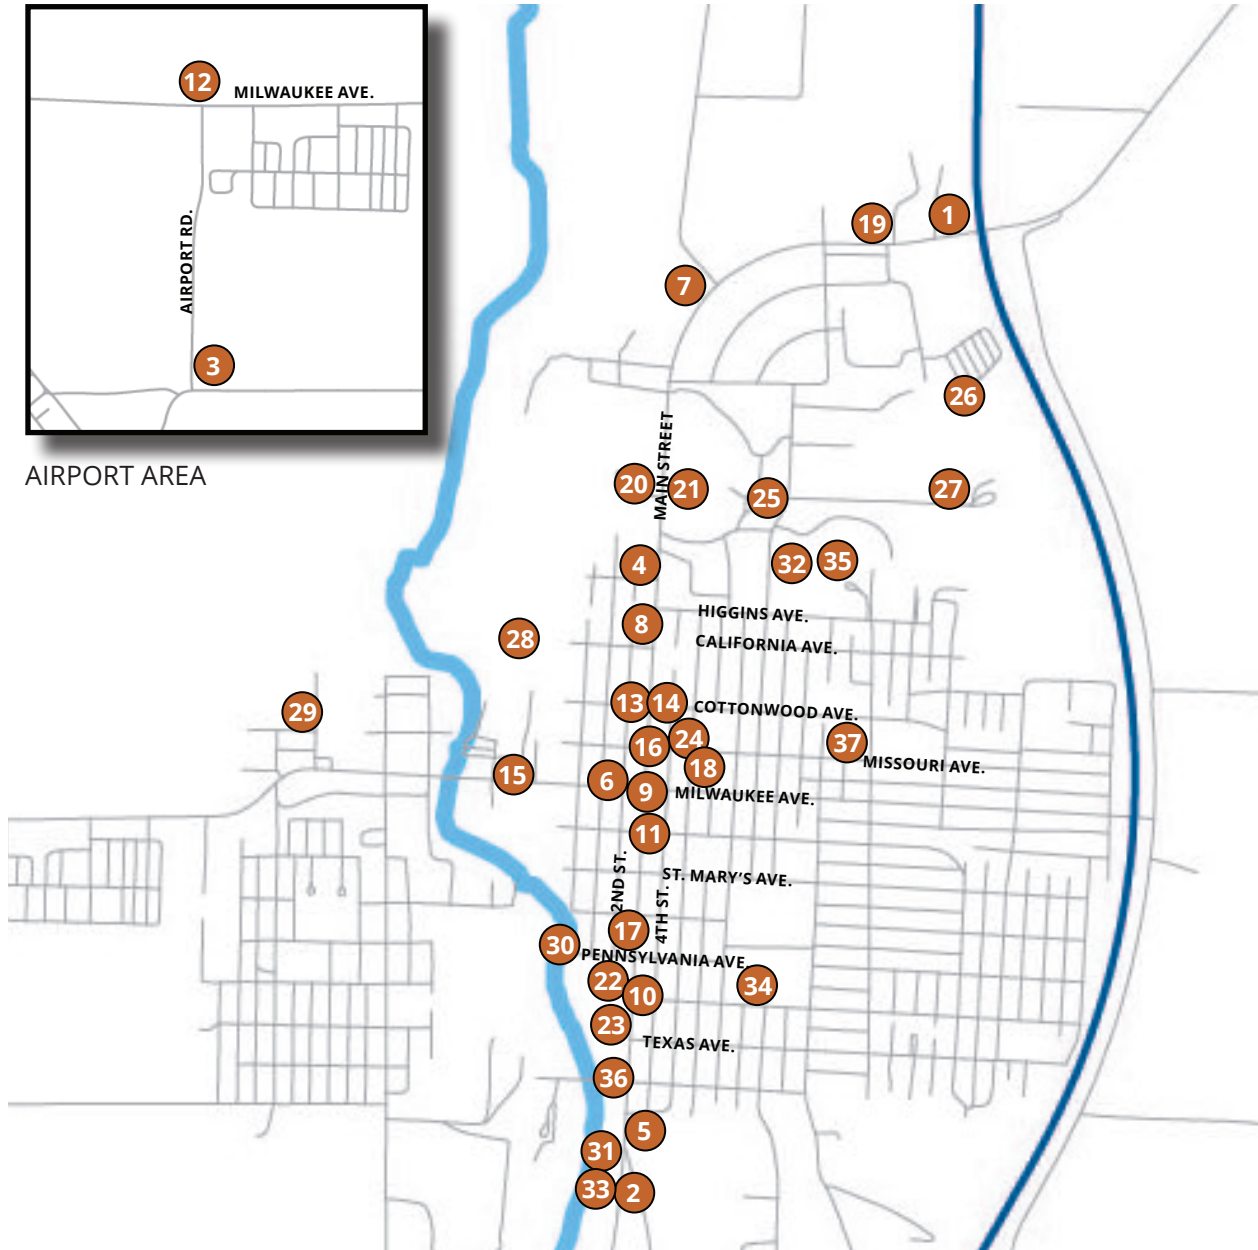 12
MILWAUKEE AVE.
AIRPORT RD.
3
AIRPORT AREA
1
19
7
26
MAIN STREET
20
21
25
27
4
32
35
HIGGINS AVE.
8
CALIFORNIA AVE.
28
29
13
14
COTTONWOOD AVE.
16
24
37
18
MISSOURI AVE.
15
6
9
MILWAUKEE AVE.
11
2ND ST.
ST. MARY'S AVE.
4TH ST.
17
30
PENNSYLVANIA AVE.
22
10
34
23
TEXAS AVE.
36
5
31
33
2